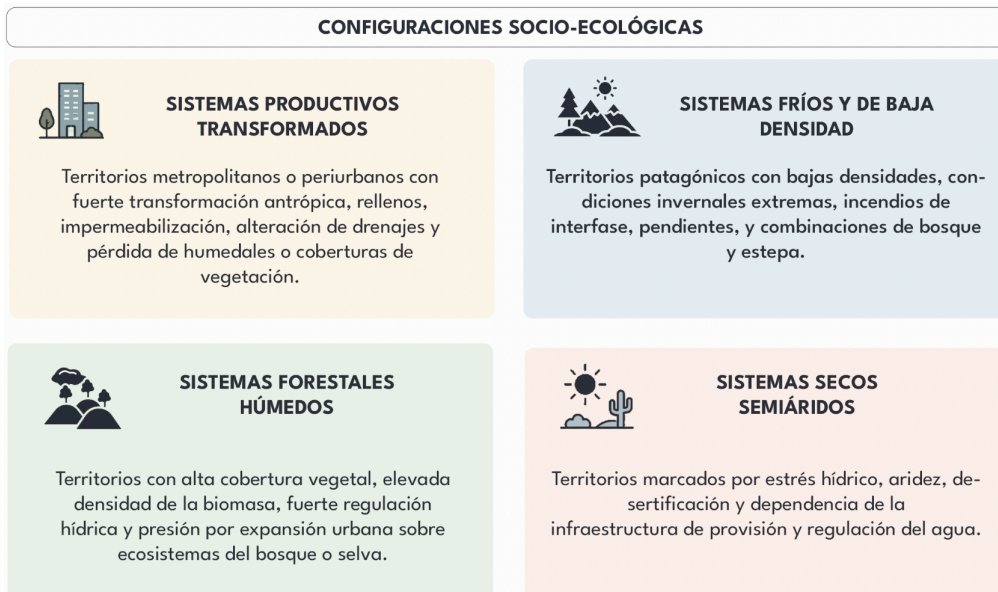 CONFIGURACIONES SOCIO-ECOLÓGICAS
SISTEMAS PRODUCTIVOS
TRANSFORMADOS
Territorios metropolitanos o periurbanos con
fuerte transformación antrópica, rellenos,
impermeabilización, alteración de drenajes y
pérdida de humedales o coberturas de
vegetación.
SISTEMAS FRÍOS Y DE BAJA
DENSIDAD
Territorios patagónicos con bajas densidades, con-
diciones invernales extremas, incendios de
interfase, pendientes, y combinaciones de bosque
y estepa.
SISTEMAS FORESTALES
HÚMEDOS
Territorios con alta cobertura vegetal, elevada
densidad de la biomasa, fuerte regulación
hídrica y presión por expansión urbana sobre
ecosistemas del bosque o selva.
SISTEMAS SECOS
SEMIÁRIDOS
Territorios marcados por estrés hídrico, aridez, de-
sertificación y dependencia de la
infraestructura de provisión y regulación del agua.